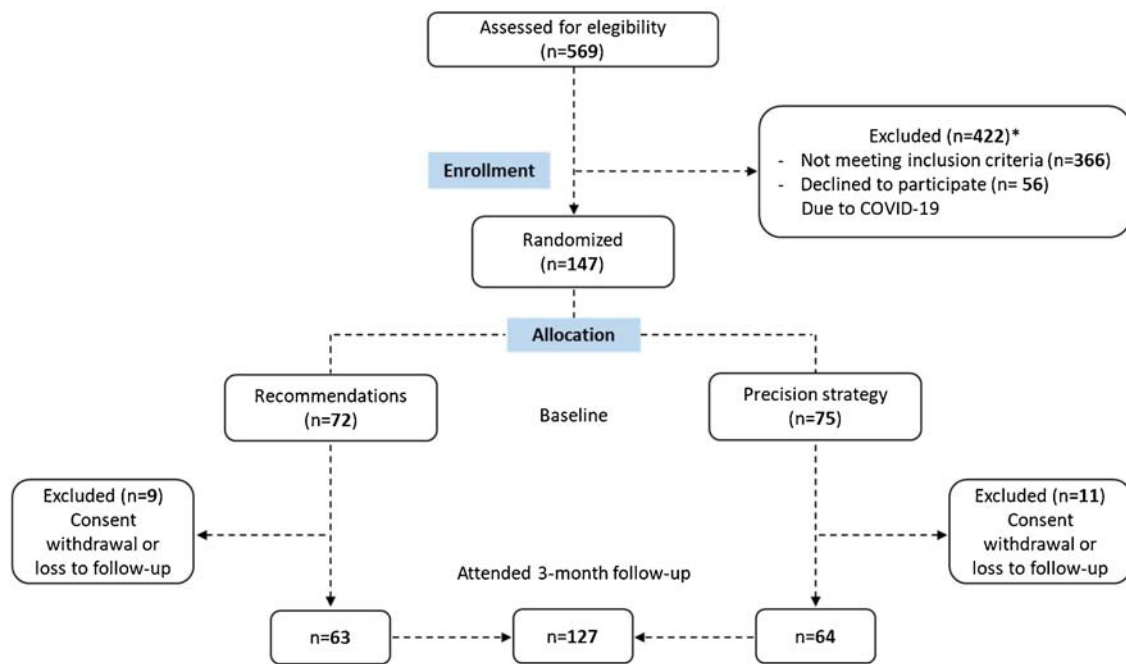 Assessed for elegibility
(n=569)
Excluded (n=422)*
- Not meeting inclusion criteria (n=366)
- Declined to participate (n= 56)
Due to COVID-19
Enrollment
Randomized
(n=147)
Allocation
Recommendations
(n=72)
Baseline
Precision strategy
(n=75)
Excluded (n=9)
Consent
withdrawal or
loss to follow-up
Excluded (n=11)
Consent
withdrawal or
loss to follow-up
Attended 3-month follow-up
n=63
n=127
n=64